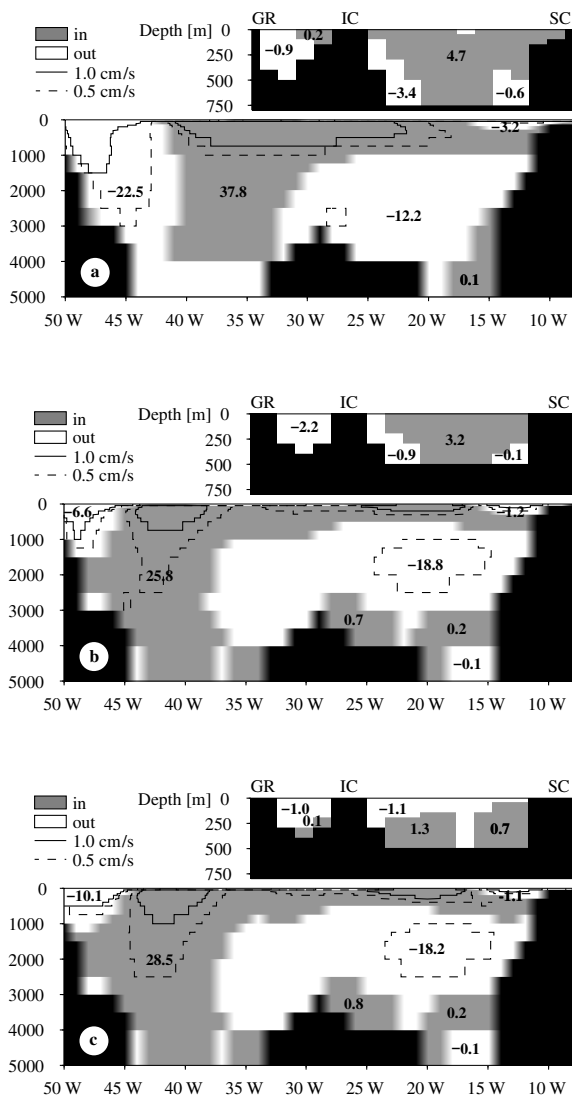 GR IC SC
in Depth [m] 0 0.2
out −0.9 4.7
1.0 cm/s 250
0.5 cm/s 500 −3.4 −0.6
750
0 −3.2
1000
2000 −22.5 37.8 −12.2
3000
4000 a 0.1
5000
50 W 45 W 40 W 35 W 30 W 25 W 20 W 15 W 10 W
GR IC SC
in Depth [m] 0 −2.2
out 250 3.2
1.0 cm/s 500 −0.9 −0.1
0.5 cm/s 750
0 −6.6 −1.2
1000
2000 25.8 −18.8
3000 0.7 0.2
4000 b −0.1
5000
50 W 45 W 40 W 35 W 30 W 25 W 20 W 15 W 10 W
GR IC SC
in Depth [m] 0 −1.0 −1.1
out 250 0.1 1.3 0.7
1.0 cm/s 500
0.5 cm/s 750
0 −10.1 −1.1
1000
2000 28.5 −18.2
3000 0.8 0.2
4000 c −0.1
5000
50 W 45 W 40 W 35 W 30 W 25 W 20 W 15 W 10 W